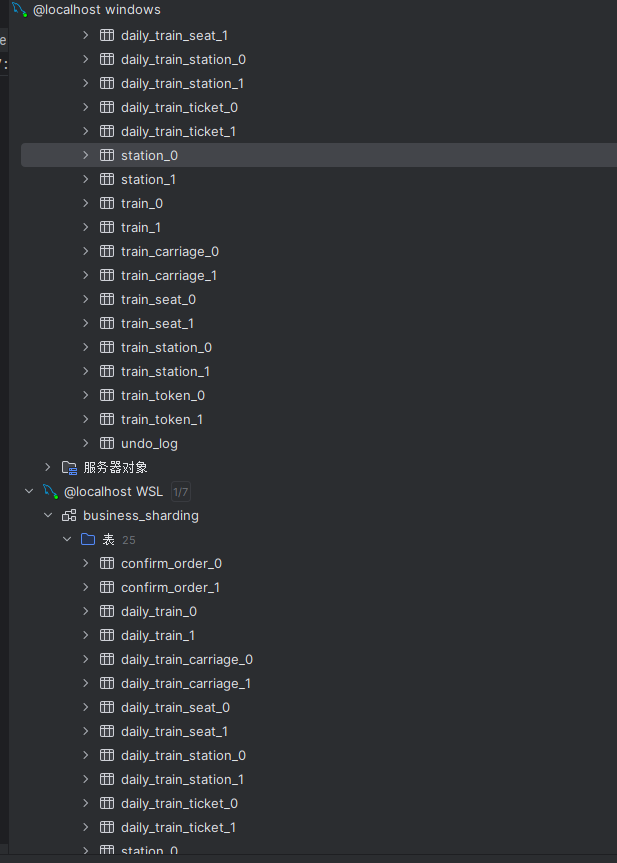 @localhost windows
daily_train_seat_1
daily_train_station_0
daily_train_station_1
daily_train_ticket_0
daily_train_ticket_1
station_0
station_1
train_0
train_1
train_carriage_0
train_carriage_1
train_seat_0
train_seat_1
train_station_0
train_station_1
train_token_0
train_token_1
undo_log
服务器对象
@localhost WSL 1/7
business_sharding
表 25
confirm_order_0
confirm_order_1
daily_train_0
daily_train_1
daily_train_carriage_0
daily_train_carriage_1
daily_train_seat_0
daily_train_seat_1
daily_train_station_0
daily_train_station_1
daily_train_ticket_0
daily_train_ticket_1
station_0